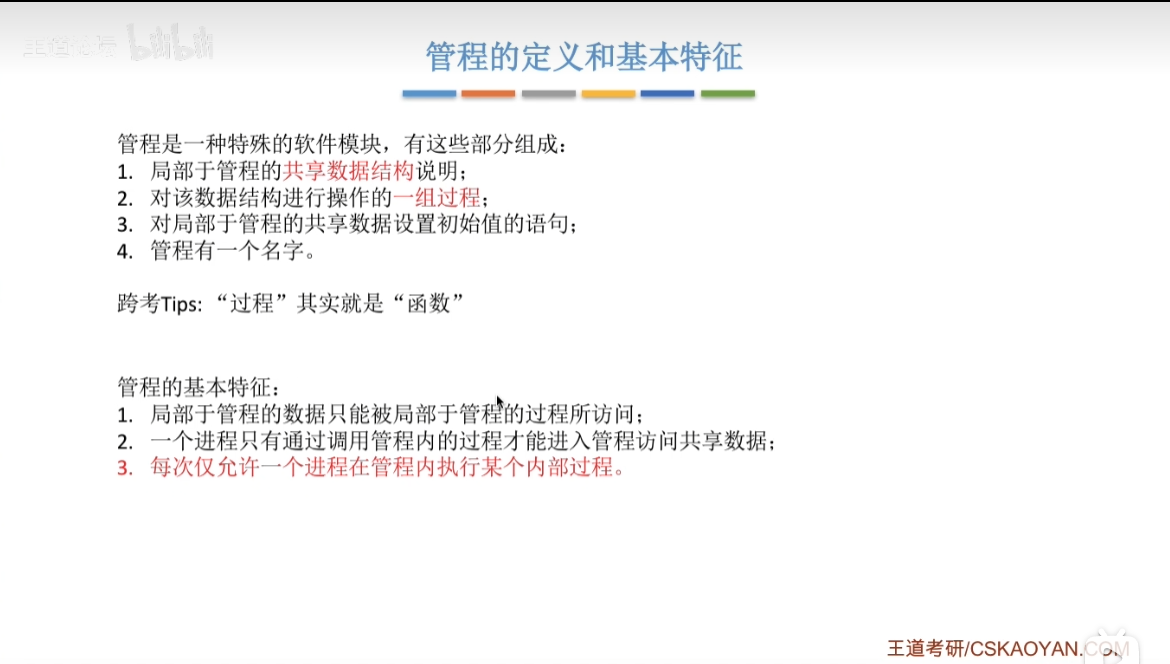 bilibili
管程的定义和基本特征
管程是一种特殊的软件模块，有这些部分组成：
1. 局部于管程的共享数据结构说明；
2. 对该数据结构进行操作的一组过程；
3. 对局部于管程的共享数据设置初始值的语句；
4. 管程有一个名字。
跨考Tips: “过程”其实就是“函数”
管程的基本特征：
1. 局部于管程的数据只能被局部于管程的过程所访问；
2. 一个进程只有通过调用管程内的过程才能进入管程访问共享数据；
3. 每次仅允许一个进程在管程内执行某个内部过程。
王道考研/CSKAOYAN.COM